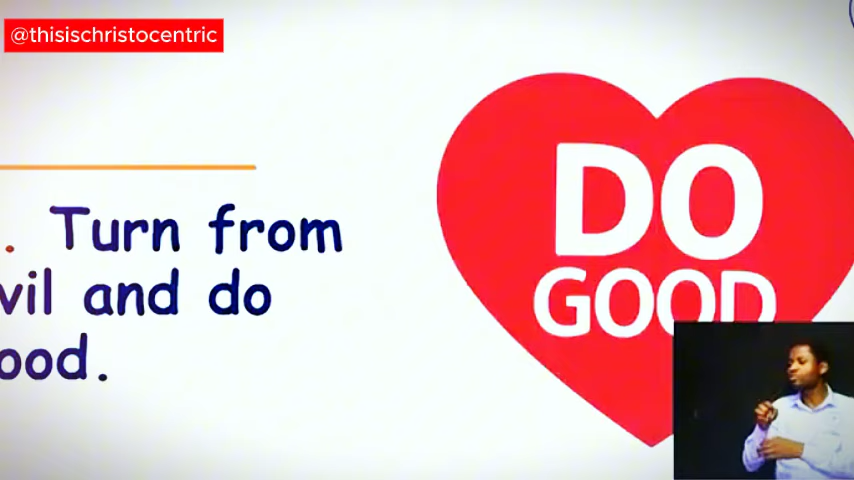 @thisischristocentric
DO
GOOD
. Turn from
vil and do
ood.